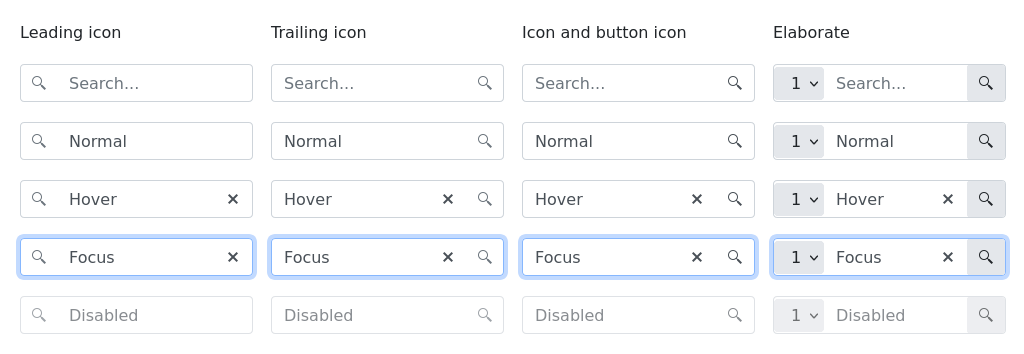 Leading icon Trailing icon Icon and button icon Elaborate
Search... Search... Search... 1 Search...
Normal Normal Normal 1 Normal
Hover Hover Hover 1 Hover
Focus Focus Focus 1 Focus
Disabled Disabled Disabled 1 Disabled